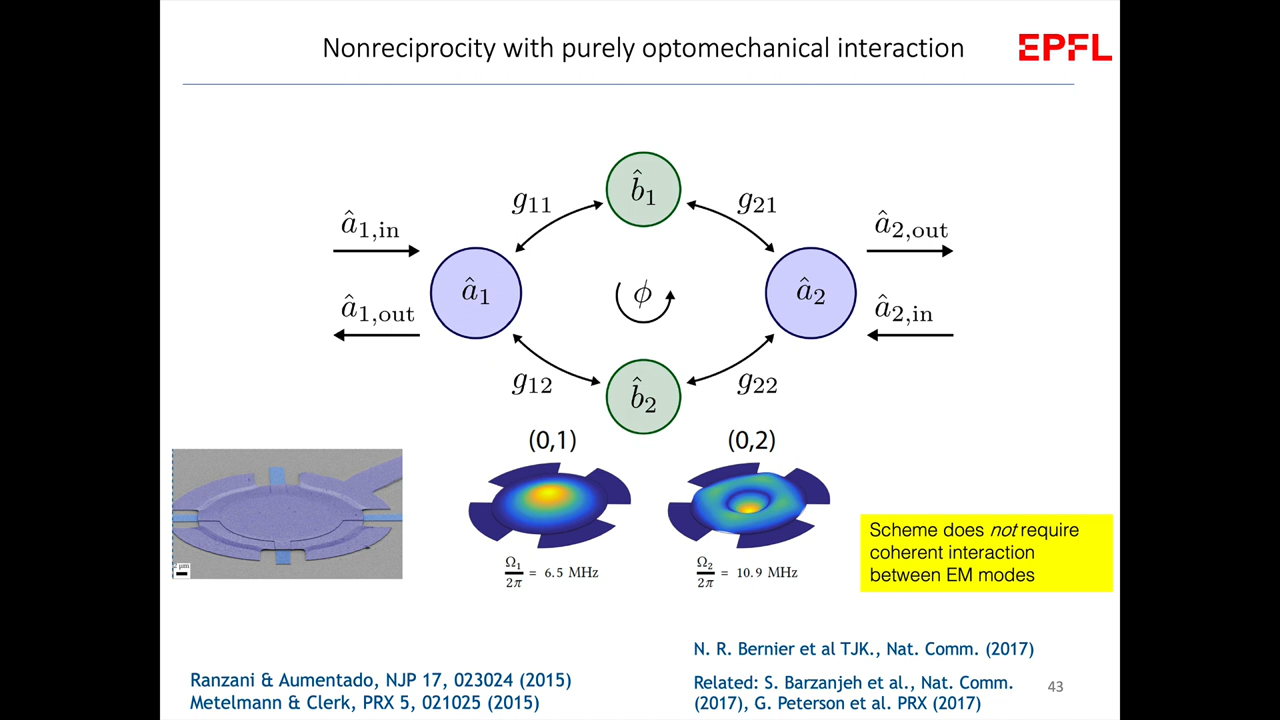 Nonreciprocity with purely optomechanical interaction
EPFL
b̂₁
g₁₁
g₂₁
â₁,in
â₂,out
â₁
ϕ
â₂
â₁,out
â₂,in
g₁₂
g₂₂
b̂₂
(0,1)
(0,2)
Ω₁/2π = 6.5 MHz
Ω₂/2π = 10.9 MHz
Scheme does not require
coherent interaction
between EM modes
N. R. Bernier et al TJK., Nat. Comm. (2017)
Ranzani & Aumentado, NJP 17, 023024 (2015)
Metelmann & Clerk, PRX 5, 021025 (2015)
Related: S. Barzanjeh et al., Nat. Comm.
(2017), G. Peterson et al. PRX (2017)
43